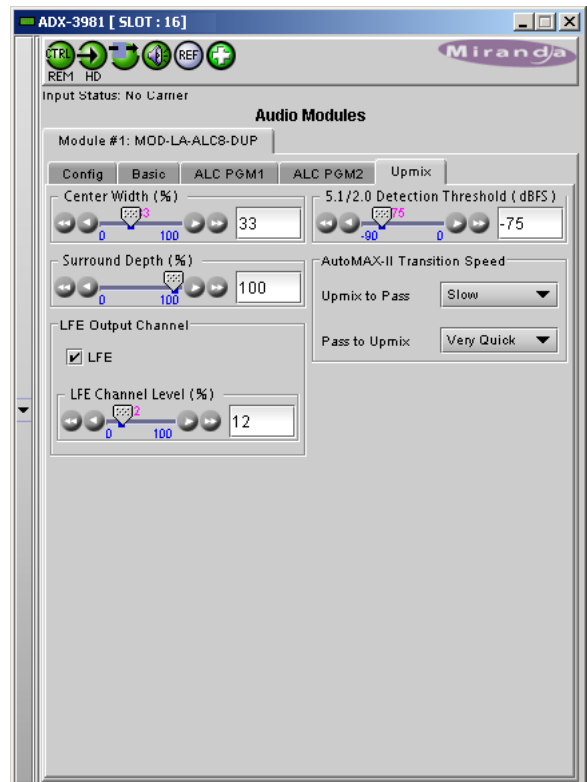 ADX-3981 [ SLOT : 16]
CTRL
REF
Miranda
REM HD
Input Status: No Carrier
Audio Modules
Module #1: MOD-LA-ALC8-DUP
Config Basic ALC PGM1 ALC PGM2 Upmix
Center Width (%)
33
0 100
5.1/2.0 Detection Threshold ( dBFS )
75
-75
-90 0
Surround Depth (%)
100
0 100
AutoMAX-II Transition Speed
Upmix to Pass Slow
Pass to Upmix Very Quick
LFE Output Channel
LFE
LFE Channel Level (%)
2
12
0 100